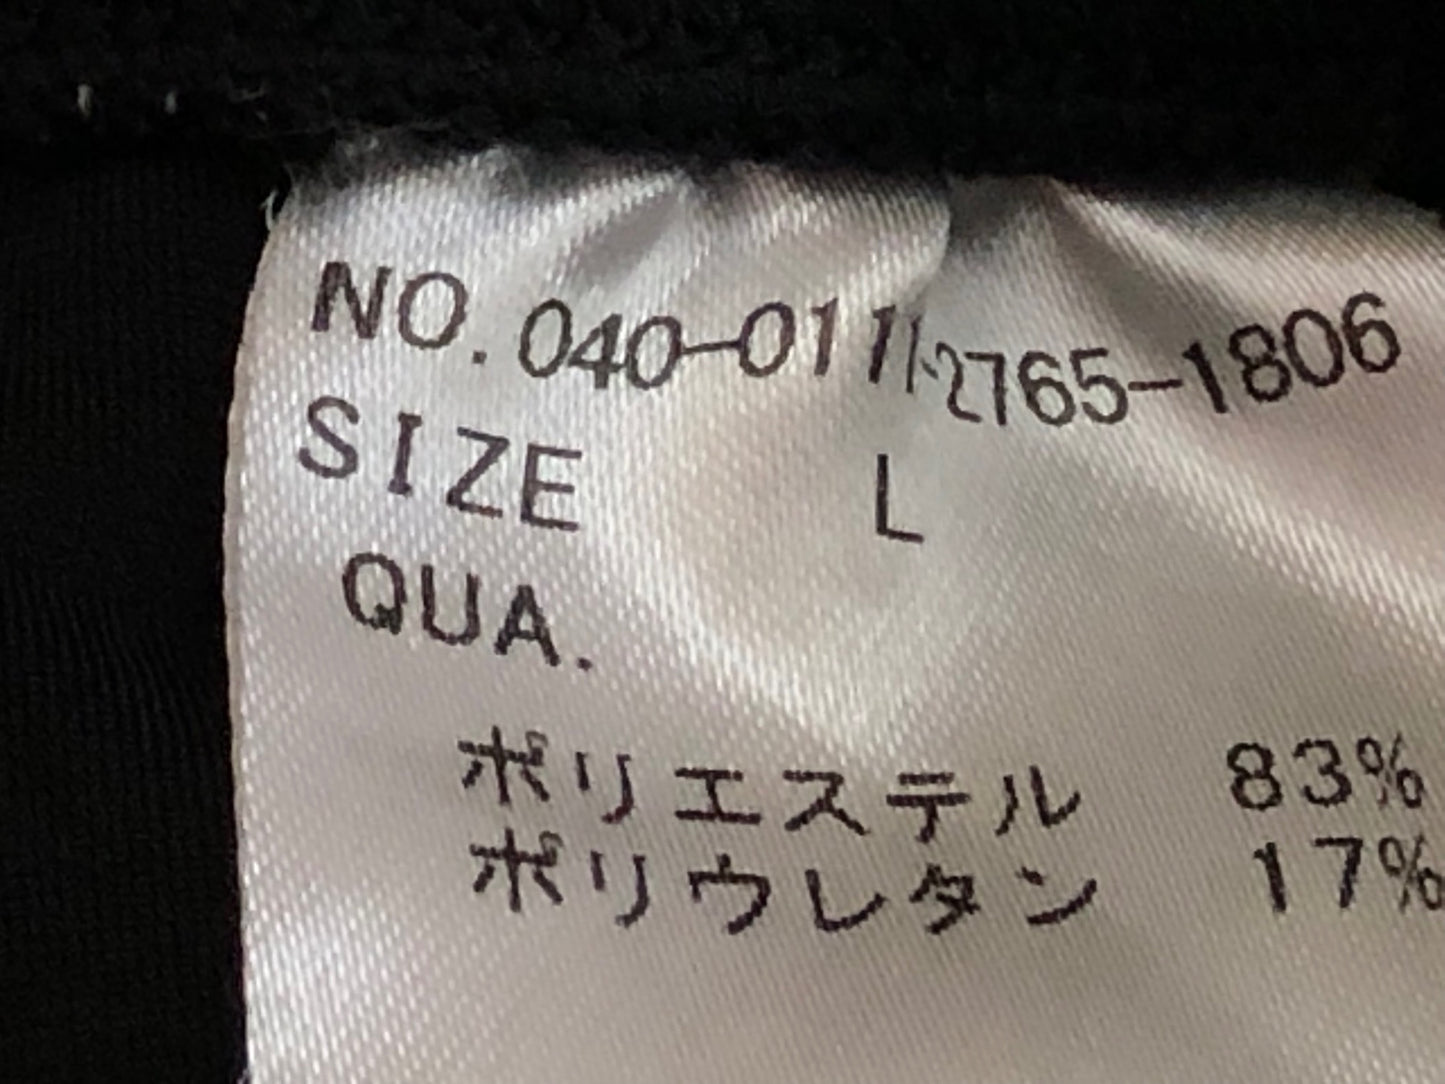 NO. 040-011 2765-1806
SIZE L
QUA.
ポリエステル 83%
ポリウレタン 17%